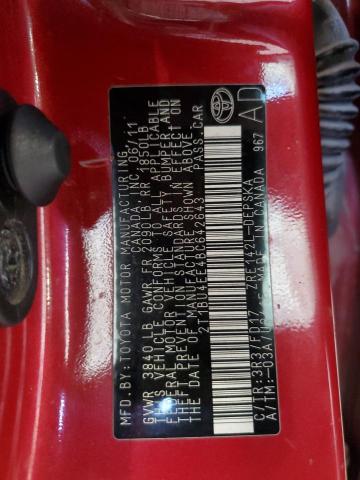 MFD.BY:TOYOTA MOTOR MANUFACTURING
CANADA, INC. 06/11
GVWR 3840 LB GAWR FR 2090LB RR 1850LB
THIS VEHICLE CONFORMS TO ALL APPLICABLE
FEDERAL MOTOR VEHICLE SAFETY, BUMPER, AND
THEFT PREVENTION STANDARDS IN EFFECT ON
THE DATE OF MANUFACTURE SHOWN ABOVE.
2T1BU4EE4BC642643 PASS.CAR
C/TR: 3R3/FD17 ZRE142L-DEPSKA
A/TM:-03A/
MADE IN CANADA 967
AD